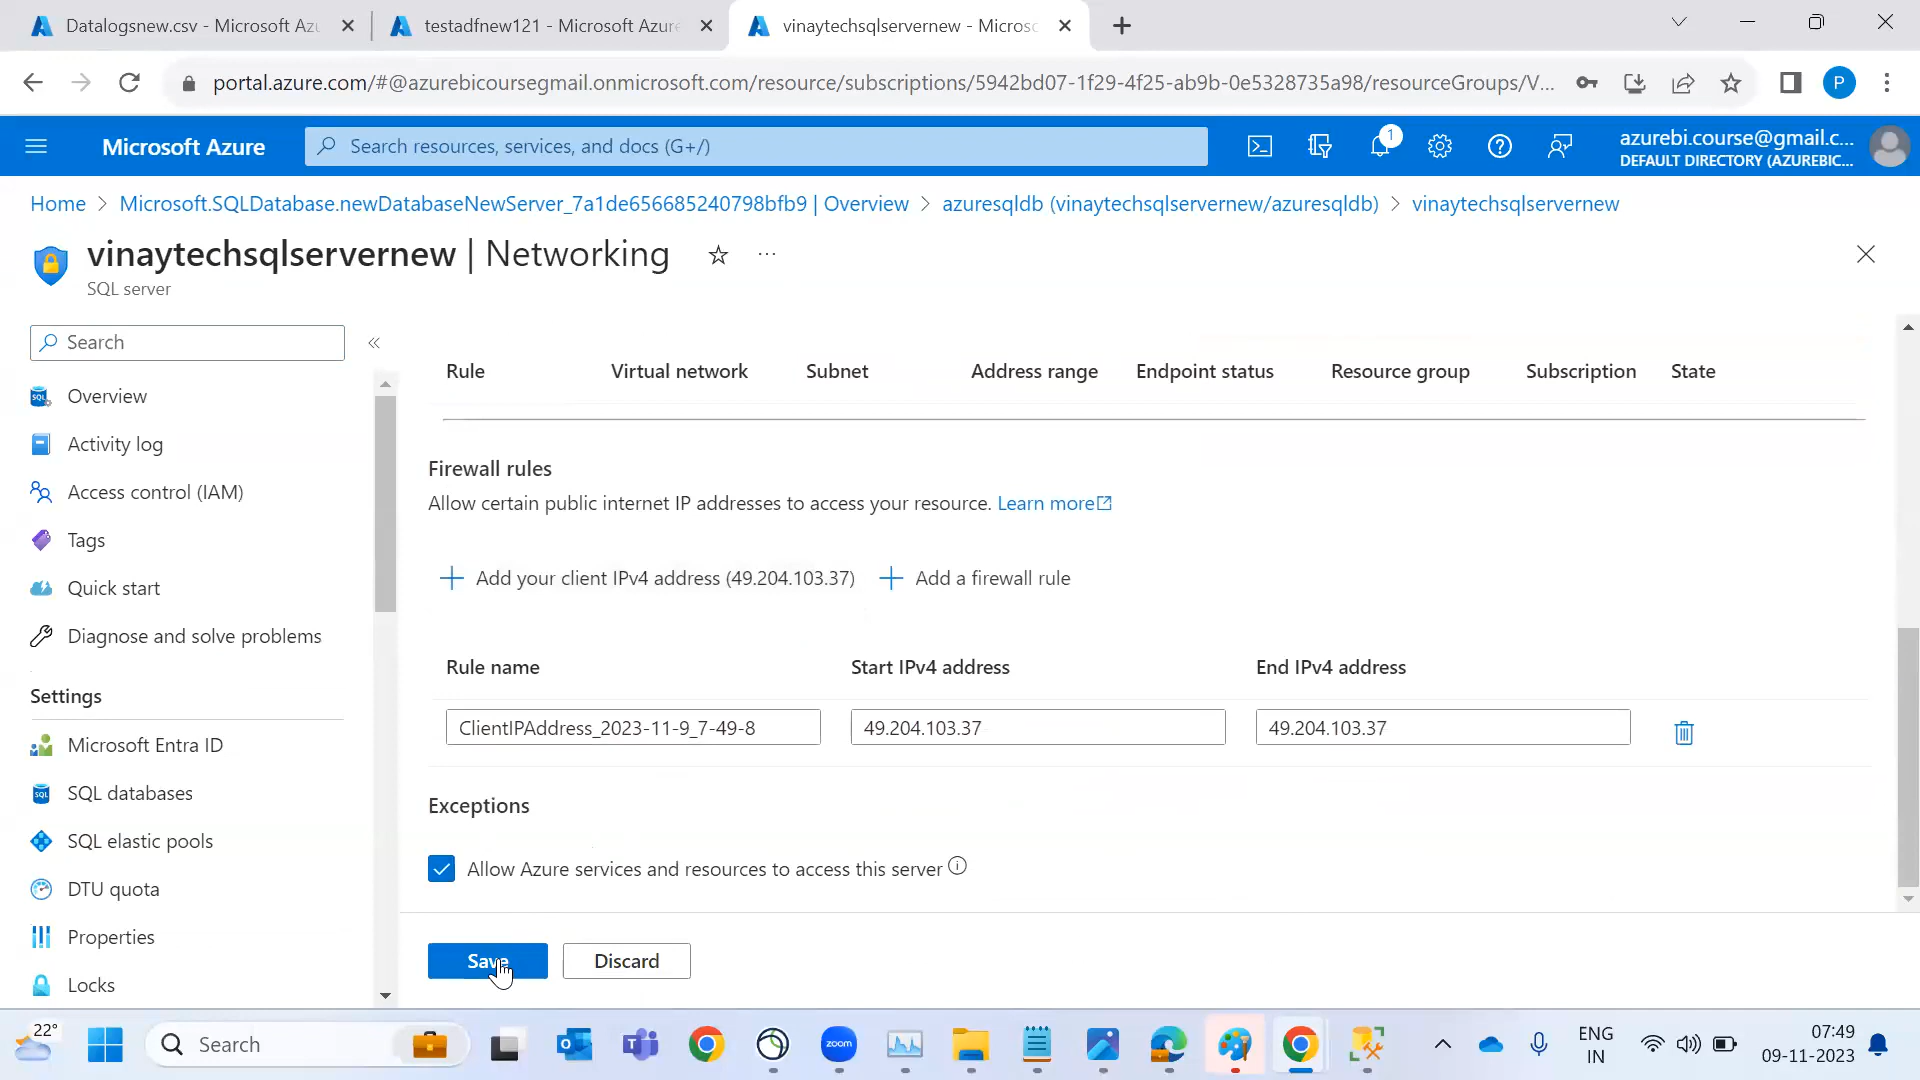 Datalogsnew.csv - Microsoft Azu
testadfnew121 - Microsoft Azure
vinaytechsqlservernew - Microso
portal.azure.com/#@azurebicoursegmail.onmicrosoft.com/resource/subscriptions/5942bd07-1f29-4f25-ab9b-0e5328735a98/resourceGroups/V...
P
Microsoft Azure
Search resources, services, and docs (G+/)
1
azurebi.course@gmail.c...
DEFAULT DIRECTORY (AZUREBIC...
Home > Microsoft.SQLDatabase.newDatabaseNewServer_7a1de656685240798bfb9 | Overview > azuresqldb (vinaytechsqlservernew/azuresqldb) > vinaytechsqlservernew
vinaytechsqlservernew | Networking
SQL server
Search
Overview
Activity log
Access control (IAM)
Tags
Quick start
Diagnose and solve problems
Settings
Microsoft Entra ID
SQL databases
SQL elastic pools
DTU quota
Properties
Locks
Rule Virtual network Subnet Address range Endpoint status Resource group Subscription State
Firewall rules
Allow certain public internet IP addresses to access your resource. Learn more
Add your client IPv4 address (49.204.103.37) Add a firewall rule
Rule name Start IPv4 address End IPv4 address
ClientIPAddress_2023-11-9_7-49-8 49.204.103.37 49.204.103.37
Exceptions
Allow Azure services and resources to access this server
Save Discard
22°
Search
zoom
ENG
IN
07:49
09-11-2023